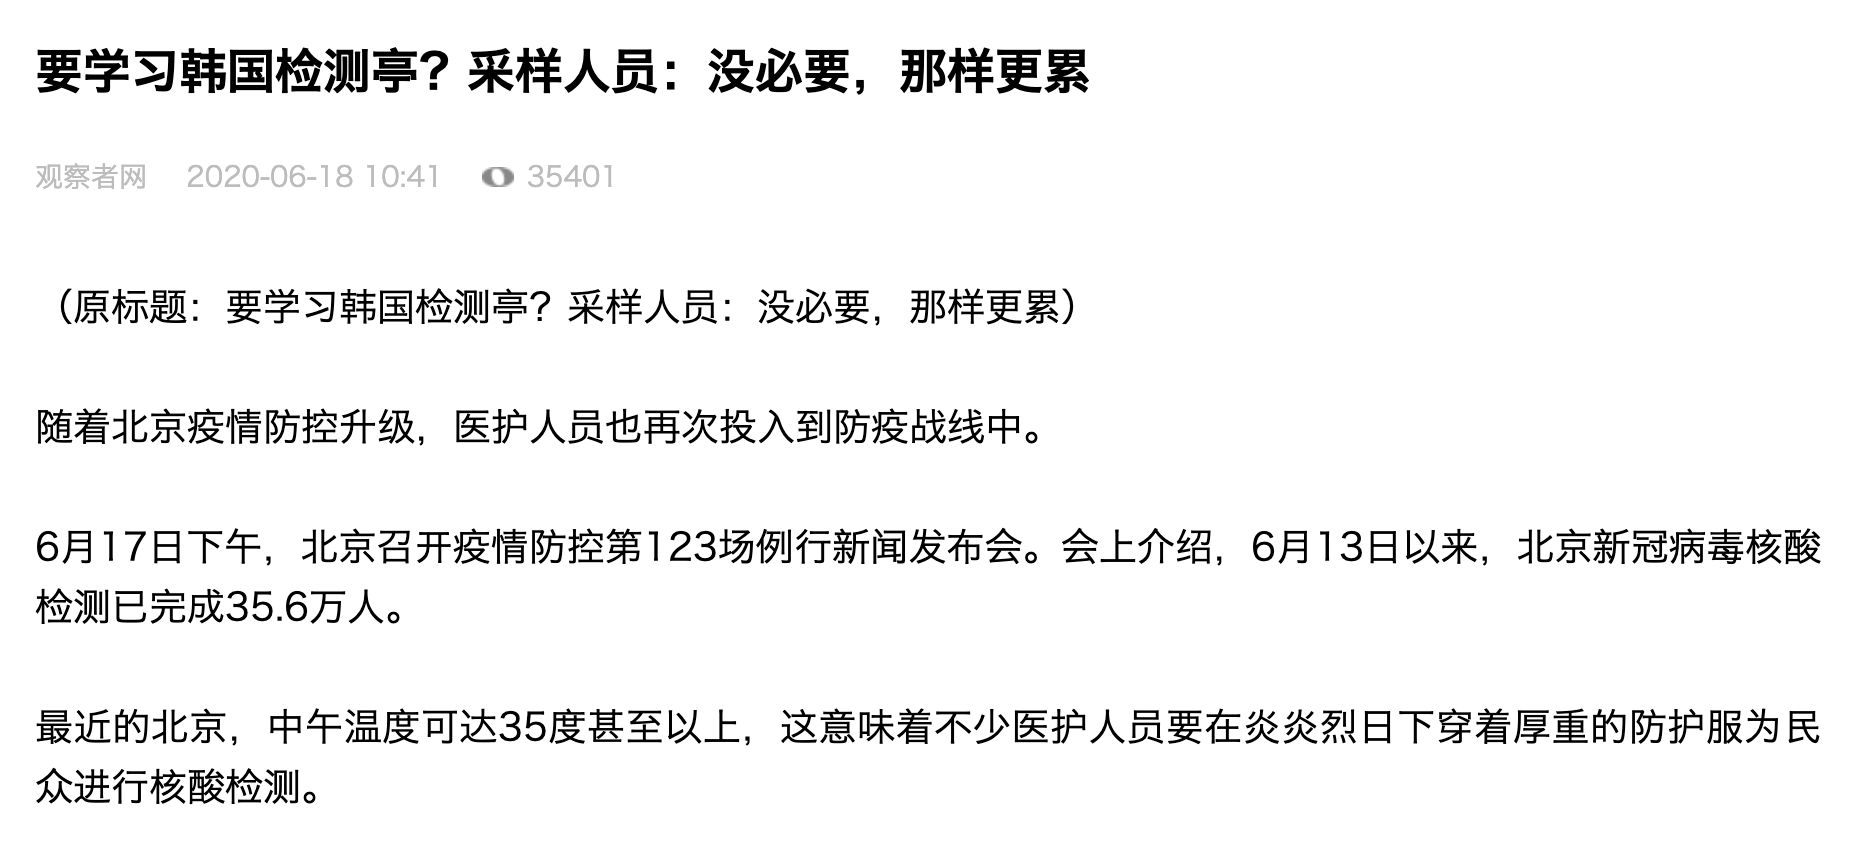 要学习韩国检测亭？采样人员：没必要，那样更累
观察者网 2020-06-18 10:41 35401
（原标题：要学习韩国检测亭？采样人员：没必要，那样更累）
随着北京疫情防控升级，医护人员也再次投入到防疫战线中。
6月17日下午，北京召开疫情防控第123场例行新闻发布会。会上介绍，6月13日以来，北京新冠病毒核酸
检测已完成35.6万人。
最近的北京，中午温度可达35度甚至以上，这意味着不少医护人员要在炎炎烈日下穿着厚重的防护服为民
众进行核酸检测。